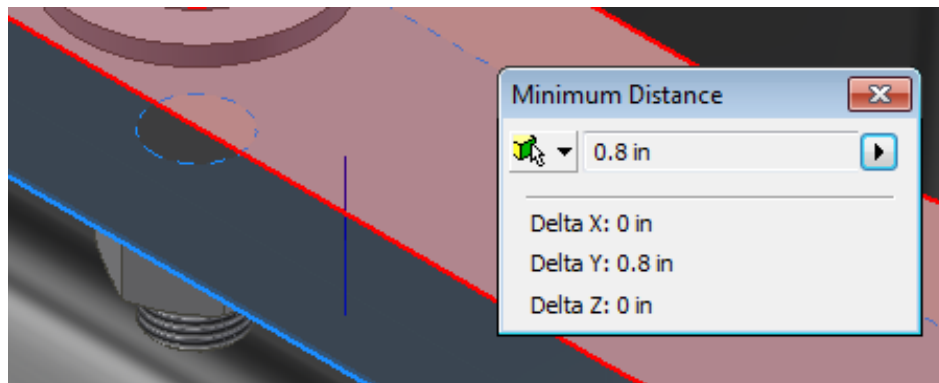 Minimum Distance
0.8 in
Delta X: 0 in
Delta Y: 0.8 in
Delta Z: 0 in